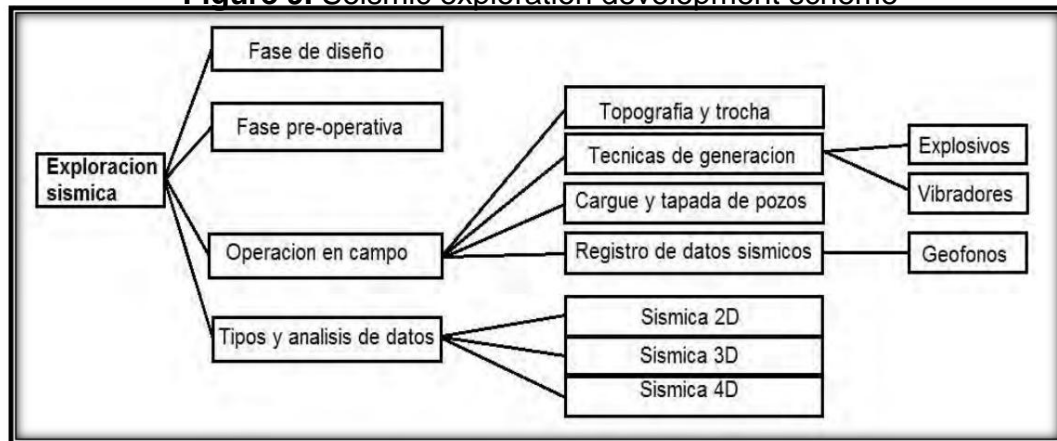 Seismic exploration development scheme
Fase de diseño
Fase pre-operativa
Exploracion
sismica
Operacion en campo
Tipos y analisis de datos
Topografia y trocha
Tecnicas de generacion
Cargue y tapada de pozos
Registro de datos sismicos
Explosivos
Vibradores
Geofonos
Sismica 2D
Sismica 3D
Sismica 4D